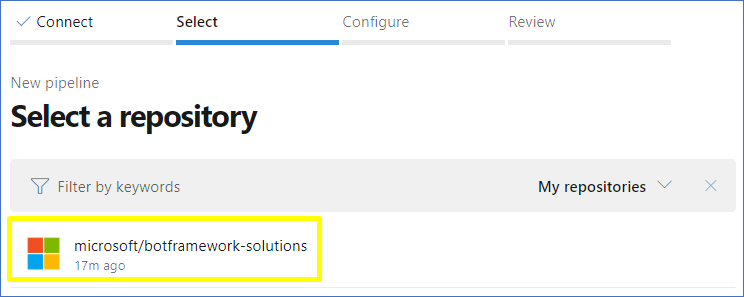 Connect Select Configure Review
New pipeline
Select a repository
Filter by keywords My repositories
microsoft/botframework-solutions
17m ago